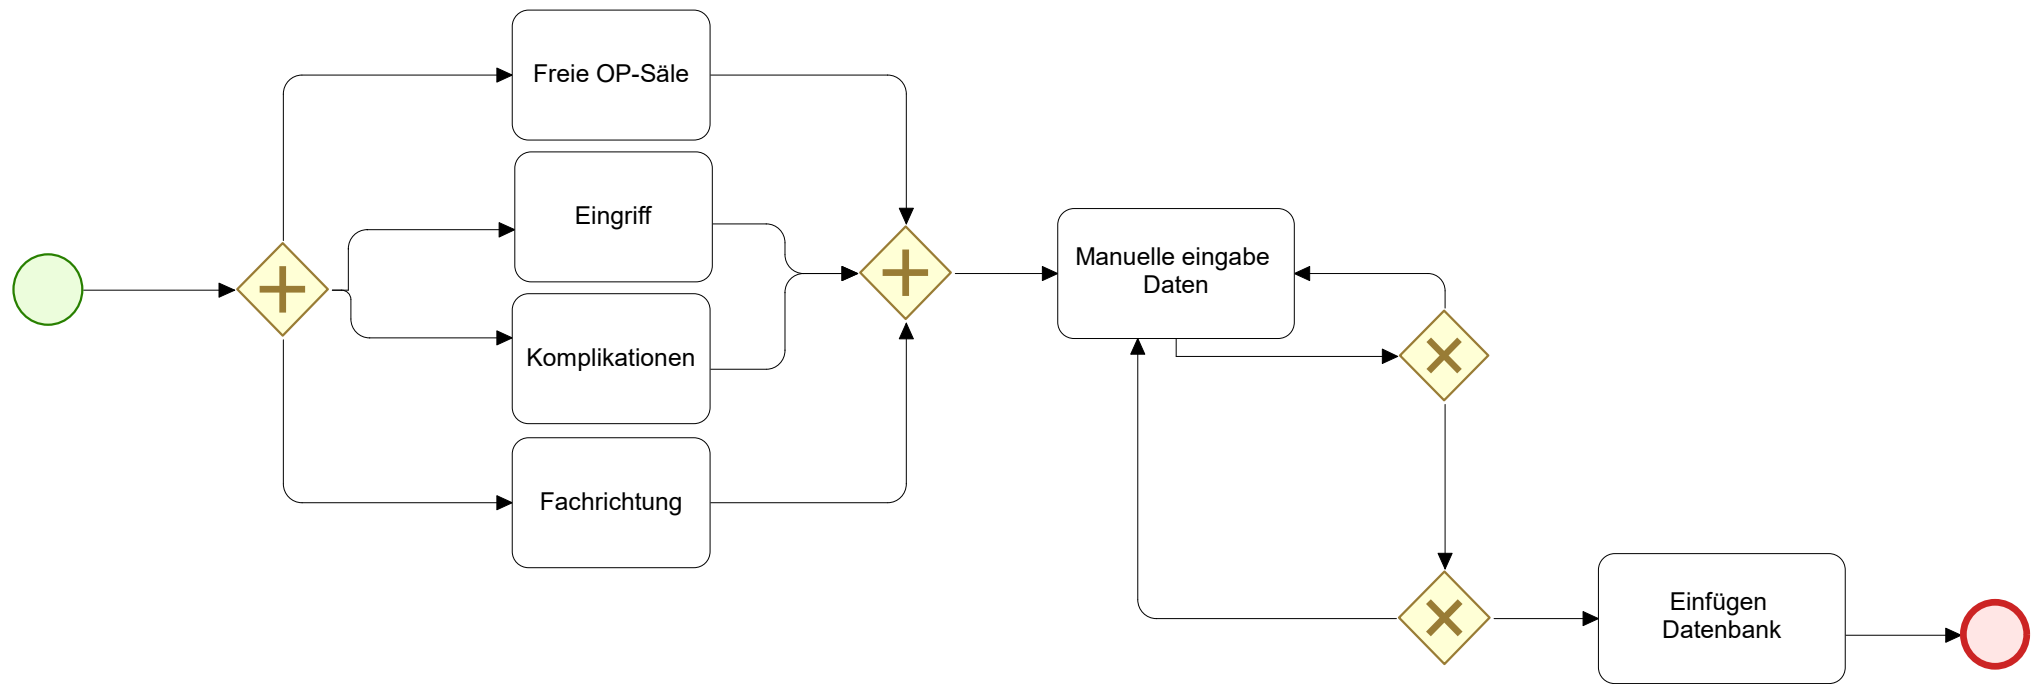 Freie OP-Säle
Eingriff
Komplikationen
Fachrichtung
Manuelle eingabe
Daten
Einfügen
Datenbank